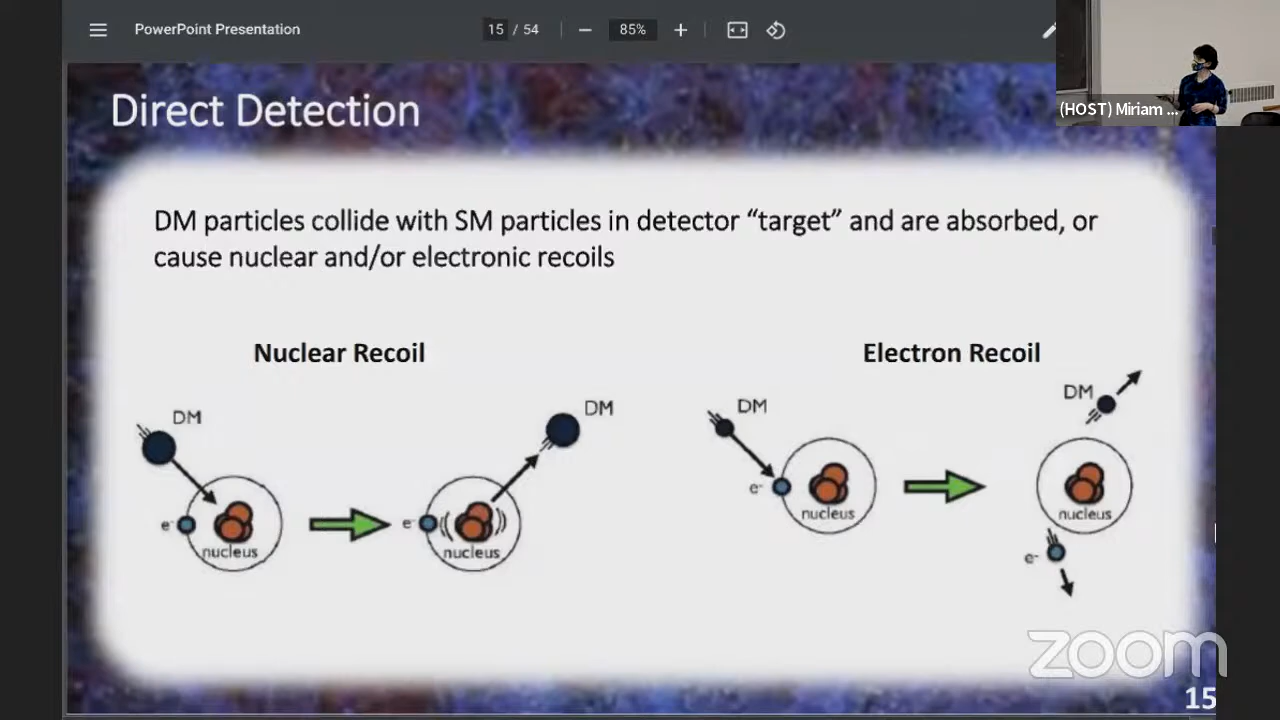 PowerPoint Presentation
15 / 54
85%
(HOST) Miriam ...
Direct Detection
DM particles collide with SM particles in detector “target” and are absorbed, or
cause nuclear and/or electronic recoils
Nuclear Recoil
Electron Recoil
DM
e-
nucleus
DM
e-
nucleus
DM
e-
nucleus
DM
nucleus
e-
zoom
15